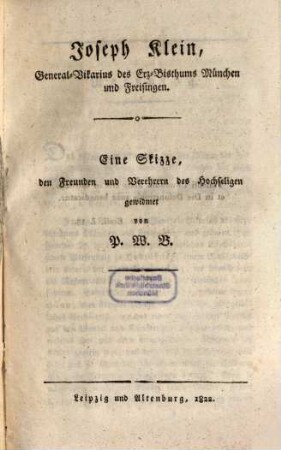 Joseph Klein,
General-Vikarius des Erz-Bisthums München
und Freisingen.
Eine Skizze,
den Freunden und Verehrern des Hochseligen
gewidmet
von
P. W. B.
Leipzig und Altenburg, 1822.